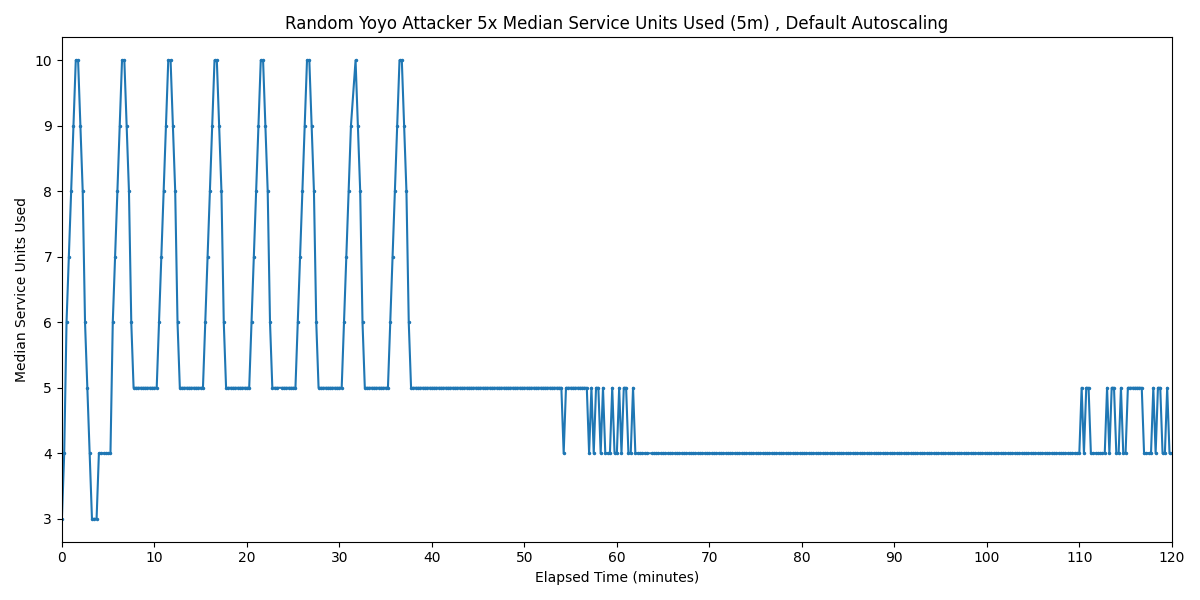 Random Yoyo Attacker 5x Median Service Units Used (5m) , Default Autoscaling
Median Service Units Used
10
9
8
7
6
5
4
3
0 10 20 30 40 50 60 70 80 90 100 110 120
Elapsed Time (minutes)